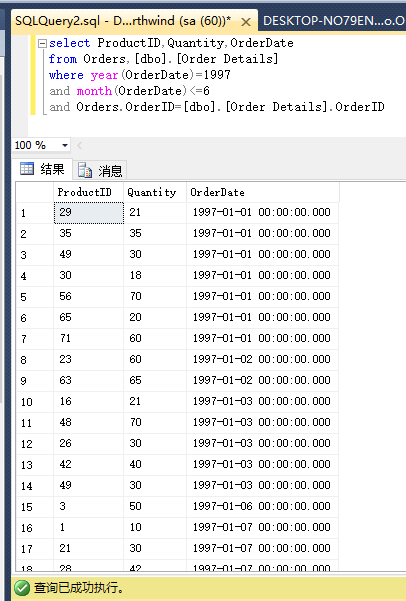 SQLQuery2.sql - D...rthwind (sa (60))* DESKTOP-NO79EN...o.O
select ProductID,Quantity,OrderDate
from Orders,[dbo].[Order Details]
where year(OrderDate)=1997
and month(OrderDate)<=6
and Orders.OrderID=[dbo].[Order Details].OrderID
100 %
结果 消息
ProductID Quantity OrderDate
1 29 21 1997-01-01 00:00:00.000
2 35 35 1997-01-01 00:00:00.000
3 49 30 1997-01-01 00:00:00.000
4 30 18 1997-01-01 00:00:00.000
5 56 70 1997-01-01 00:00:00.000
6 65 20 1997-01-01 00:00:00.000
7 71 60 1997-01-01 00:00:00.000
8 23 60 1997-01-02 00:00:00.000
9 63 65 1997-01-02 00:00:00.000
10 16 21 1997-01-03 00:00:00.000
11 48 70 1997-01-03 00:00:00.000
12 26 30 1997-01-03 00:00:00.000
13 42 40 1997-01-03 00:00:00.000
14 49 30 1997-01-03 00:00:00.000
15 3 50 1997-01-06 00:00:00.000
16 1 10 1997-01-07 00:00:00.000
17 21 30 1997-01-07 00:00:00.000
18 28 42 1997-01-07 00:00:00.000
查询已成功执行。